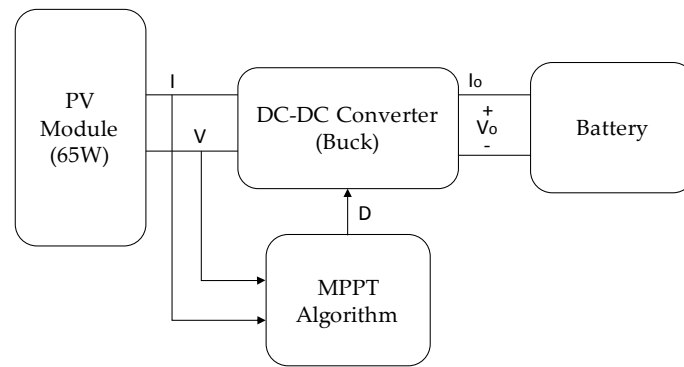 PV
Module
(65W)
I
V
DC-DC Converter
(Buck)
Io
+
Vo
-
Battery
D
MPPT
Algorithm